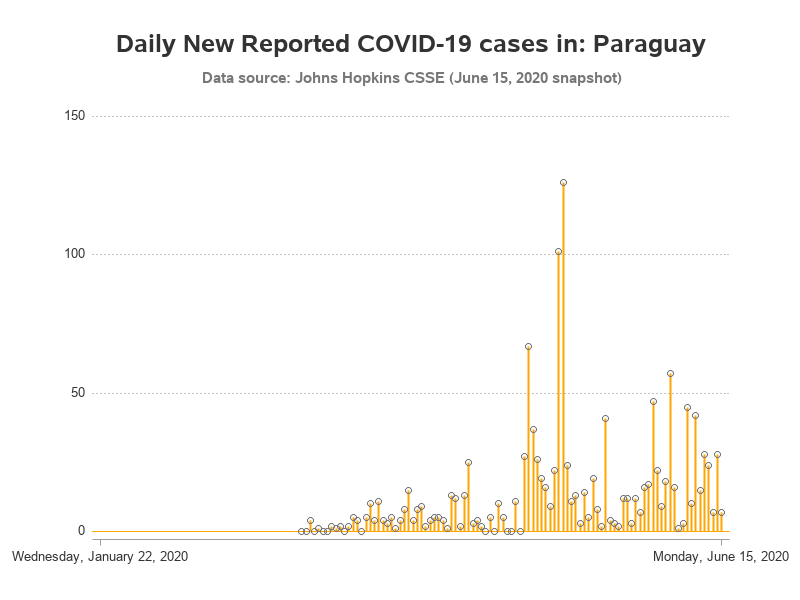 Daily New Reported COVID-19 cases in: Paraguay
Data source: Johns Hopkins CSSE (June 15, 2020 snapshot)
150
100
50
0
Wednesday, January 22, 2020
Monday, June 15, 2020